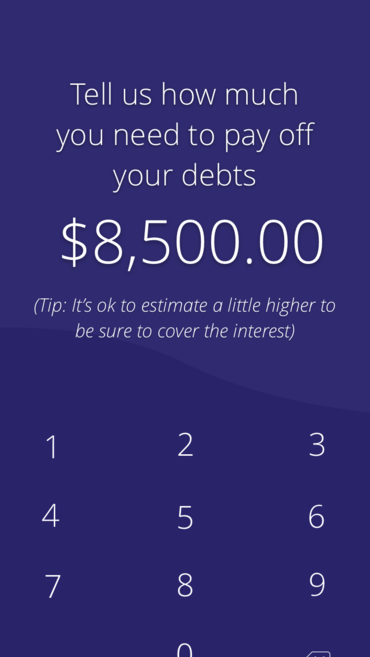 Tell us how much
you need to pay off
your debts
$8,500.00
(Tip: It's ok to estimate a little higher to
be sure to cover the interest)
1 2 3
4 5 6
7 8 9
0